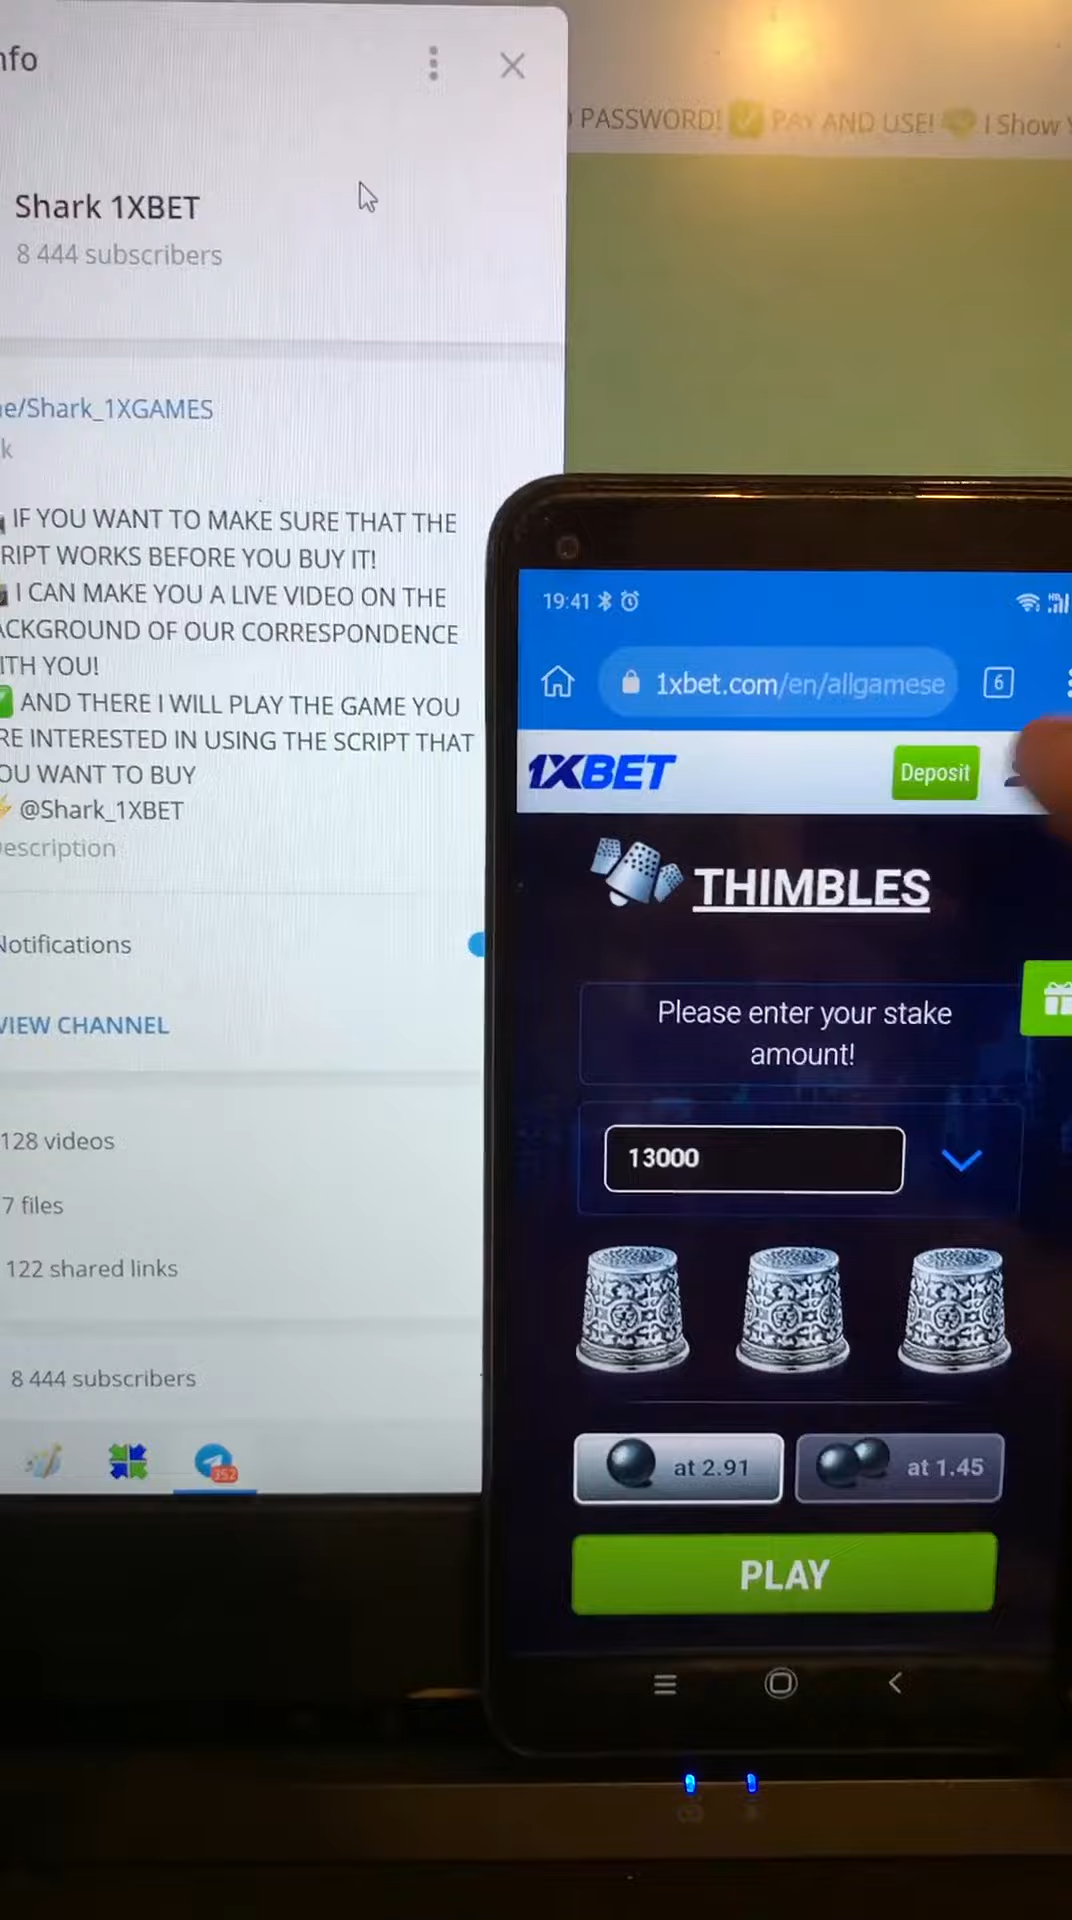 nfo
PASSWORD! PAY AND USE! I Show
Shark 1XBET
8 444 subscribers
e/Shark_1XGAMES
k
IF YOU WANT TO MAKE SURE THAT THE
RIPT WORKS BEFORE YOU BUY IT!
I CAN MAKE YOU A LIVE VIDEO ON THE
ACKGROUND OF OUR CORRESPONDENCE
ITH YOU!
AND THERE I WILL PLAY THE GAME YOU
RE INTERESTED IN USING THE SCRIPT THAT
OU WANT TO BUY
@Shark_1XBET
escription
Notifications
VIEW CHANNEL
128 videos
7 files
122 shared links
8 444 subscribers
352
19:41
1xbet.com/en/allgamese
6
1XBET
Deposit
THIMBLES
Please enter your stake
amount!
13000
at 2.91
at 1.45
PLAY